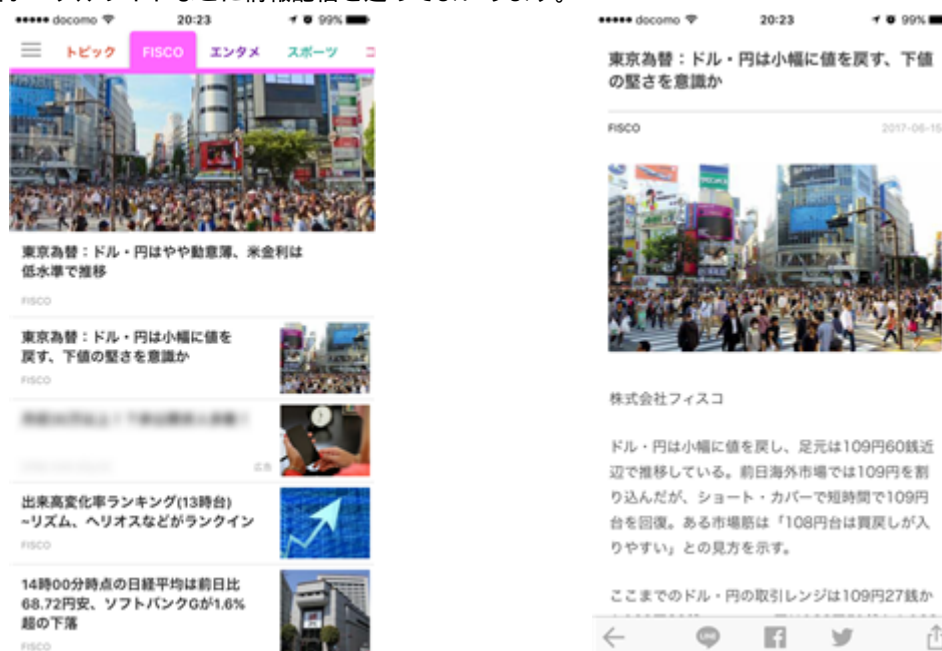 docomo
20:23
99%
トピック
FISCO
エンタメ
スポーツ
東京為替：ドル・円はやや動意薄、米金利は
低水準で推移
FISCO
東京為替：ドル・円は小幅に値を
戻す、下値の堅さを意識か
FISCO
広告
出来高変化率ランキング(13時台)
~リズム、ヘリオスなどがランクイン
FISCO
14時00分時点の日経平均は前日比
68.72円安、ソフトバンクGが1.6%
超の下落
FISCO
docomo
20:23
99%
東京為替：ドル・円は小幅に値を戻す、下値
の堅さを意識か
FISCO
2017-06-15
株式会社フィスコ
ドル・円は小幅に値を戻し、足元は109円60銭近
辺で推移している。前日海外市場では109円を割
り込んだが、ショート・カバーで短時間で109円
台を回復。ある市場筋は「108円台は買戻しが入
りやすい」との見方を示す。
ここまでのドル・円の取引レンジは109円27銭か
LINE